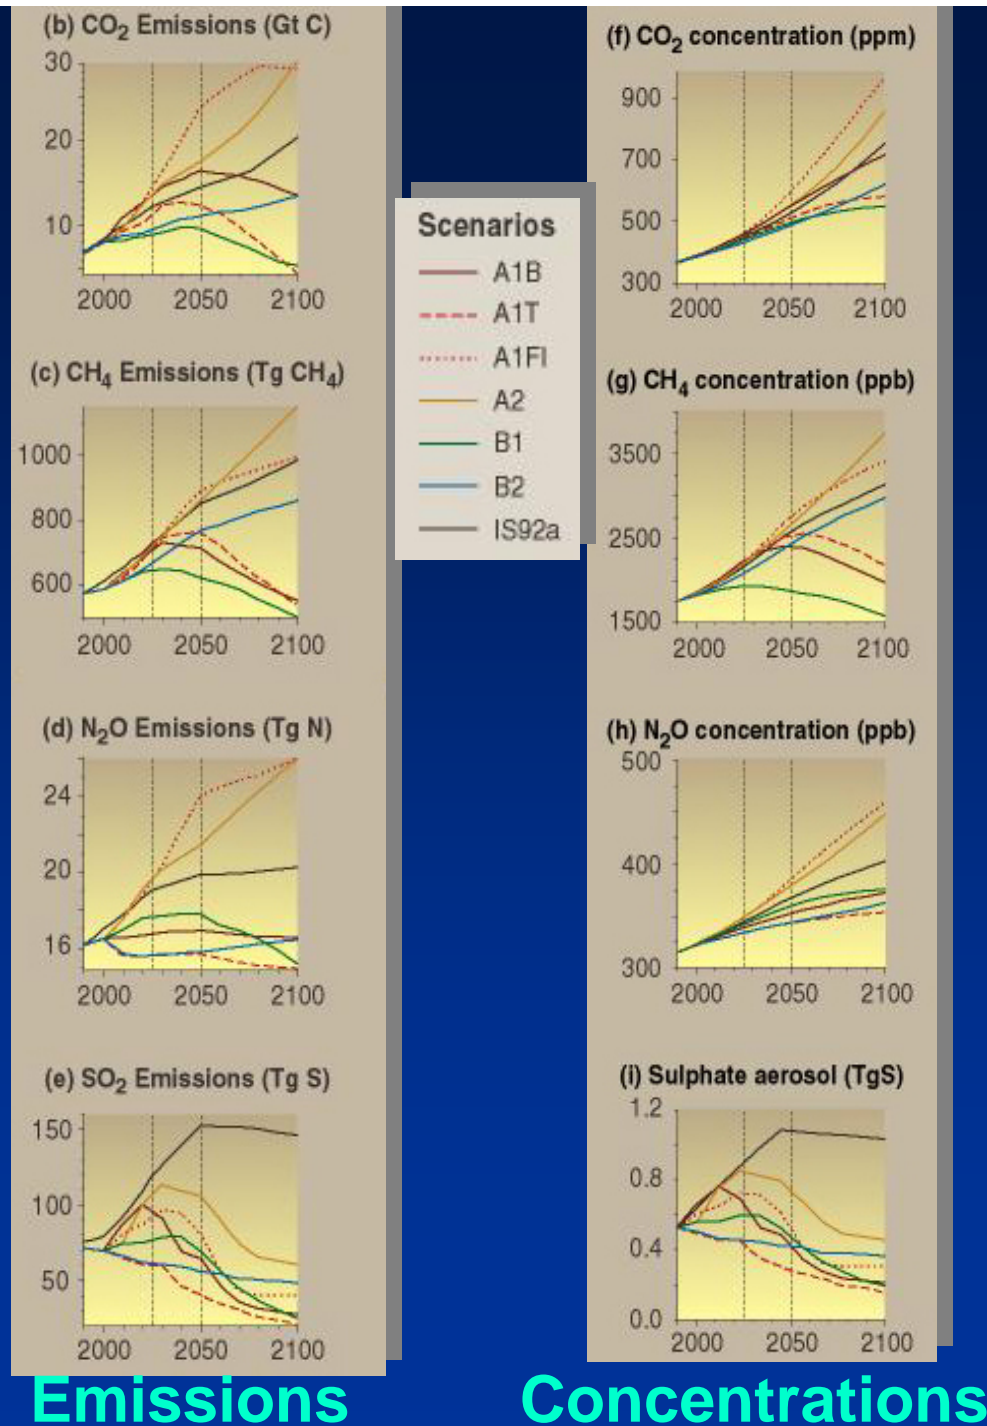 (b) CO2 Emissions (Gt C)
30
20
10
2000 2050 2100
(c) CH4 Emissions (Tg CH4)
1000
800
600
2000 2050 2100
(d) N2O Emissions (Tg N)
24
20
16
2000 2050 2100
(e) SO2 Emissions (Tg S)
150
100
50
2000 2050 2100
Emissions
Scenarios
A1B
A1T
A1FI
A2
B1
B2
IS92a
(f) CO2 concentration (ppm)
900
700
500
300
2000 2050 2100
(g) CH4 concentration (ppb)
3500
2500
1500
2000 2050 2100
(h) N2O concentration (ppb)
500
400
300
2000 2050 2100
(i) Sulphate aerosol (TgS)
1.2
0.8
0.4
0.0
2000 2050 2100
Concentrations